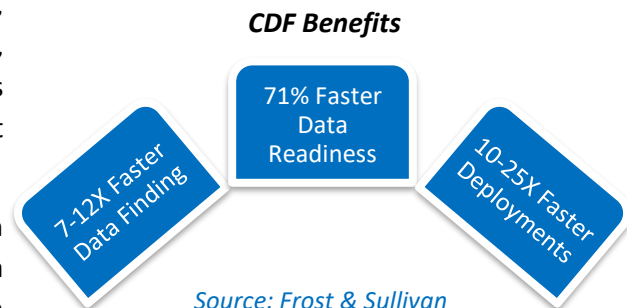 CDF Benefits
71% Faster
Data
Readiness
7-12X Faster
Data Finding
10-25X Faster
Deployments
Source: Frost & Sullivan